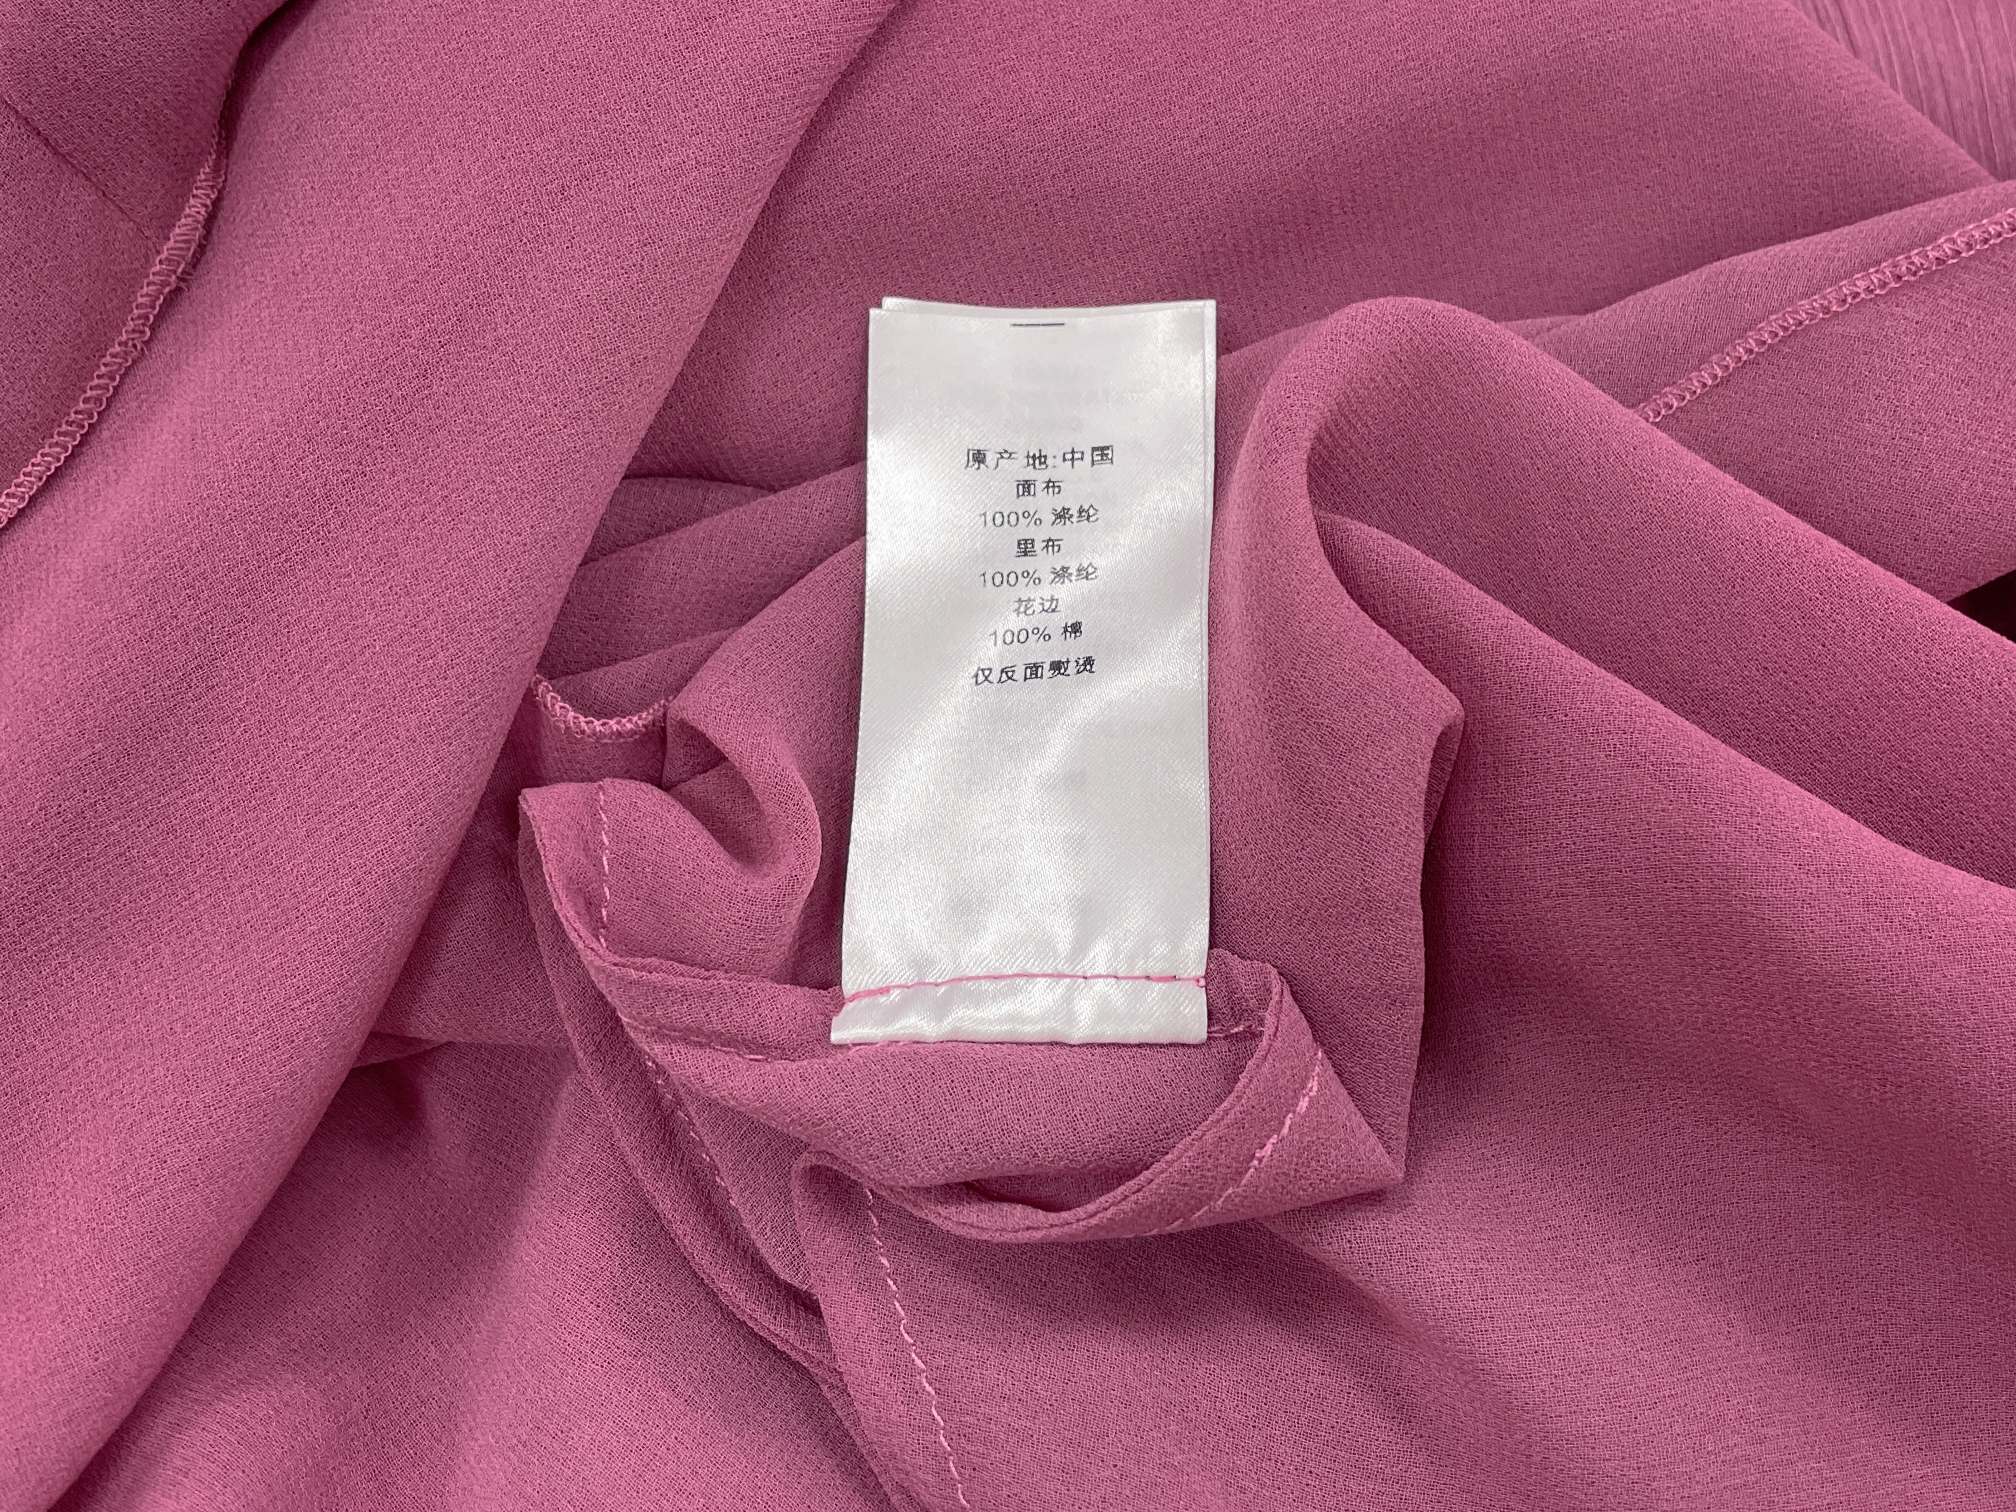 原产地:中国
面布
100% 涤纶
里布
100% 涤纶
花边
100% 棉
仅反面熨烫